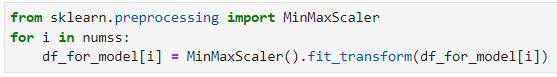 from sklearn.preprocessing import MinMaxScaler
for i in numss:
    df_for_model[i] = MinMaxScaler().fit_transform(df_for_model[i])